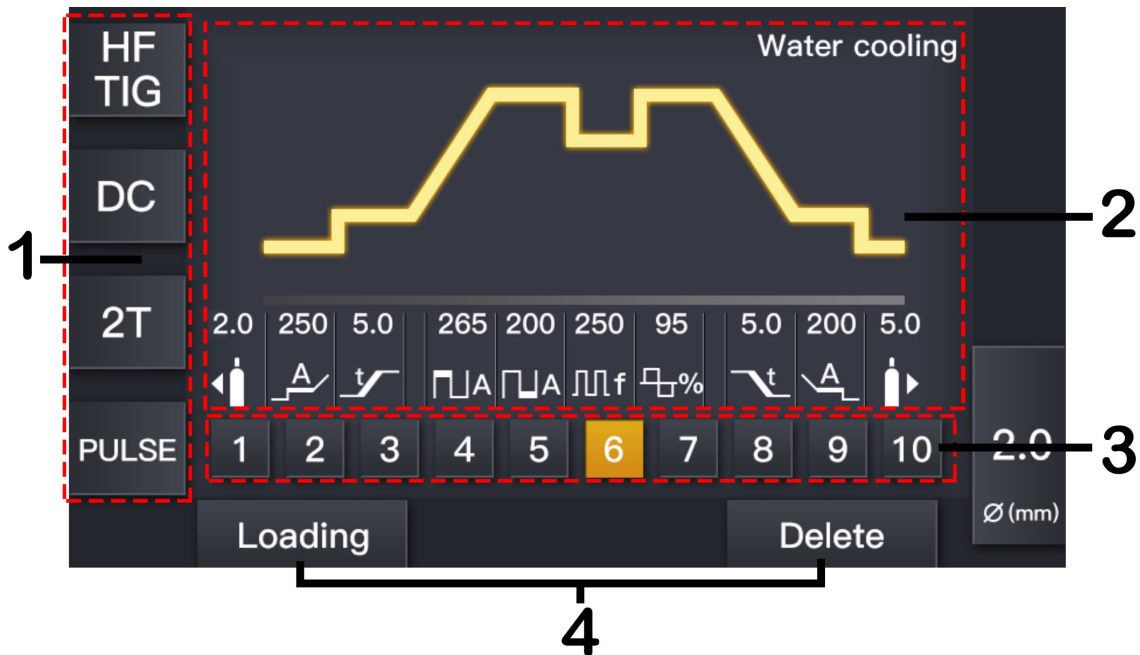 HF
TIG
DC
2T
PULSE
1
Water cooling
2
2.0 250 5.0 265 200 250 95 5.0 200 5.0
A t A A f % t A
1 2 3 4 5 6 7 8 9 10
3
2.0
Ø (mm)
Loading
Delete
4